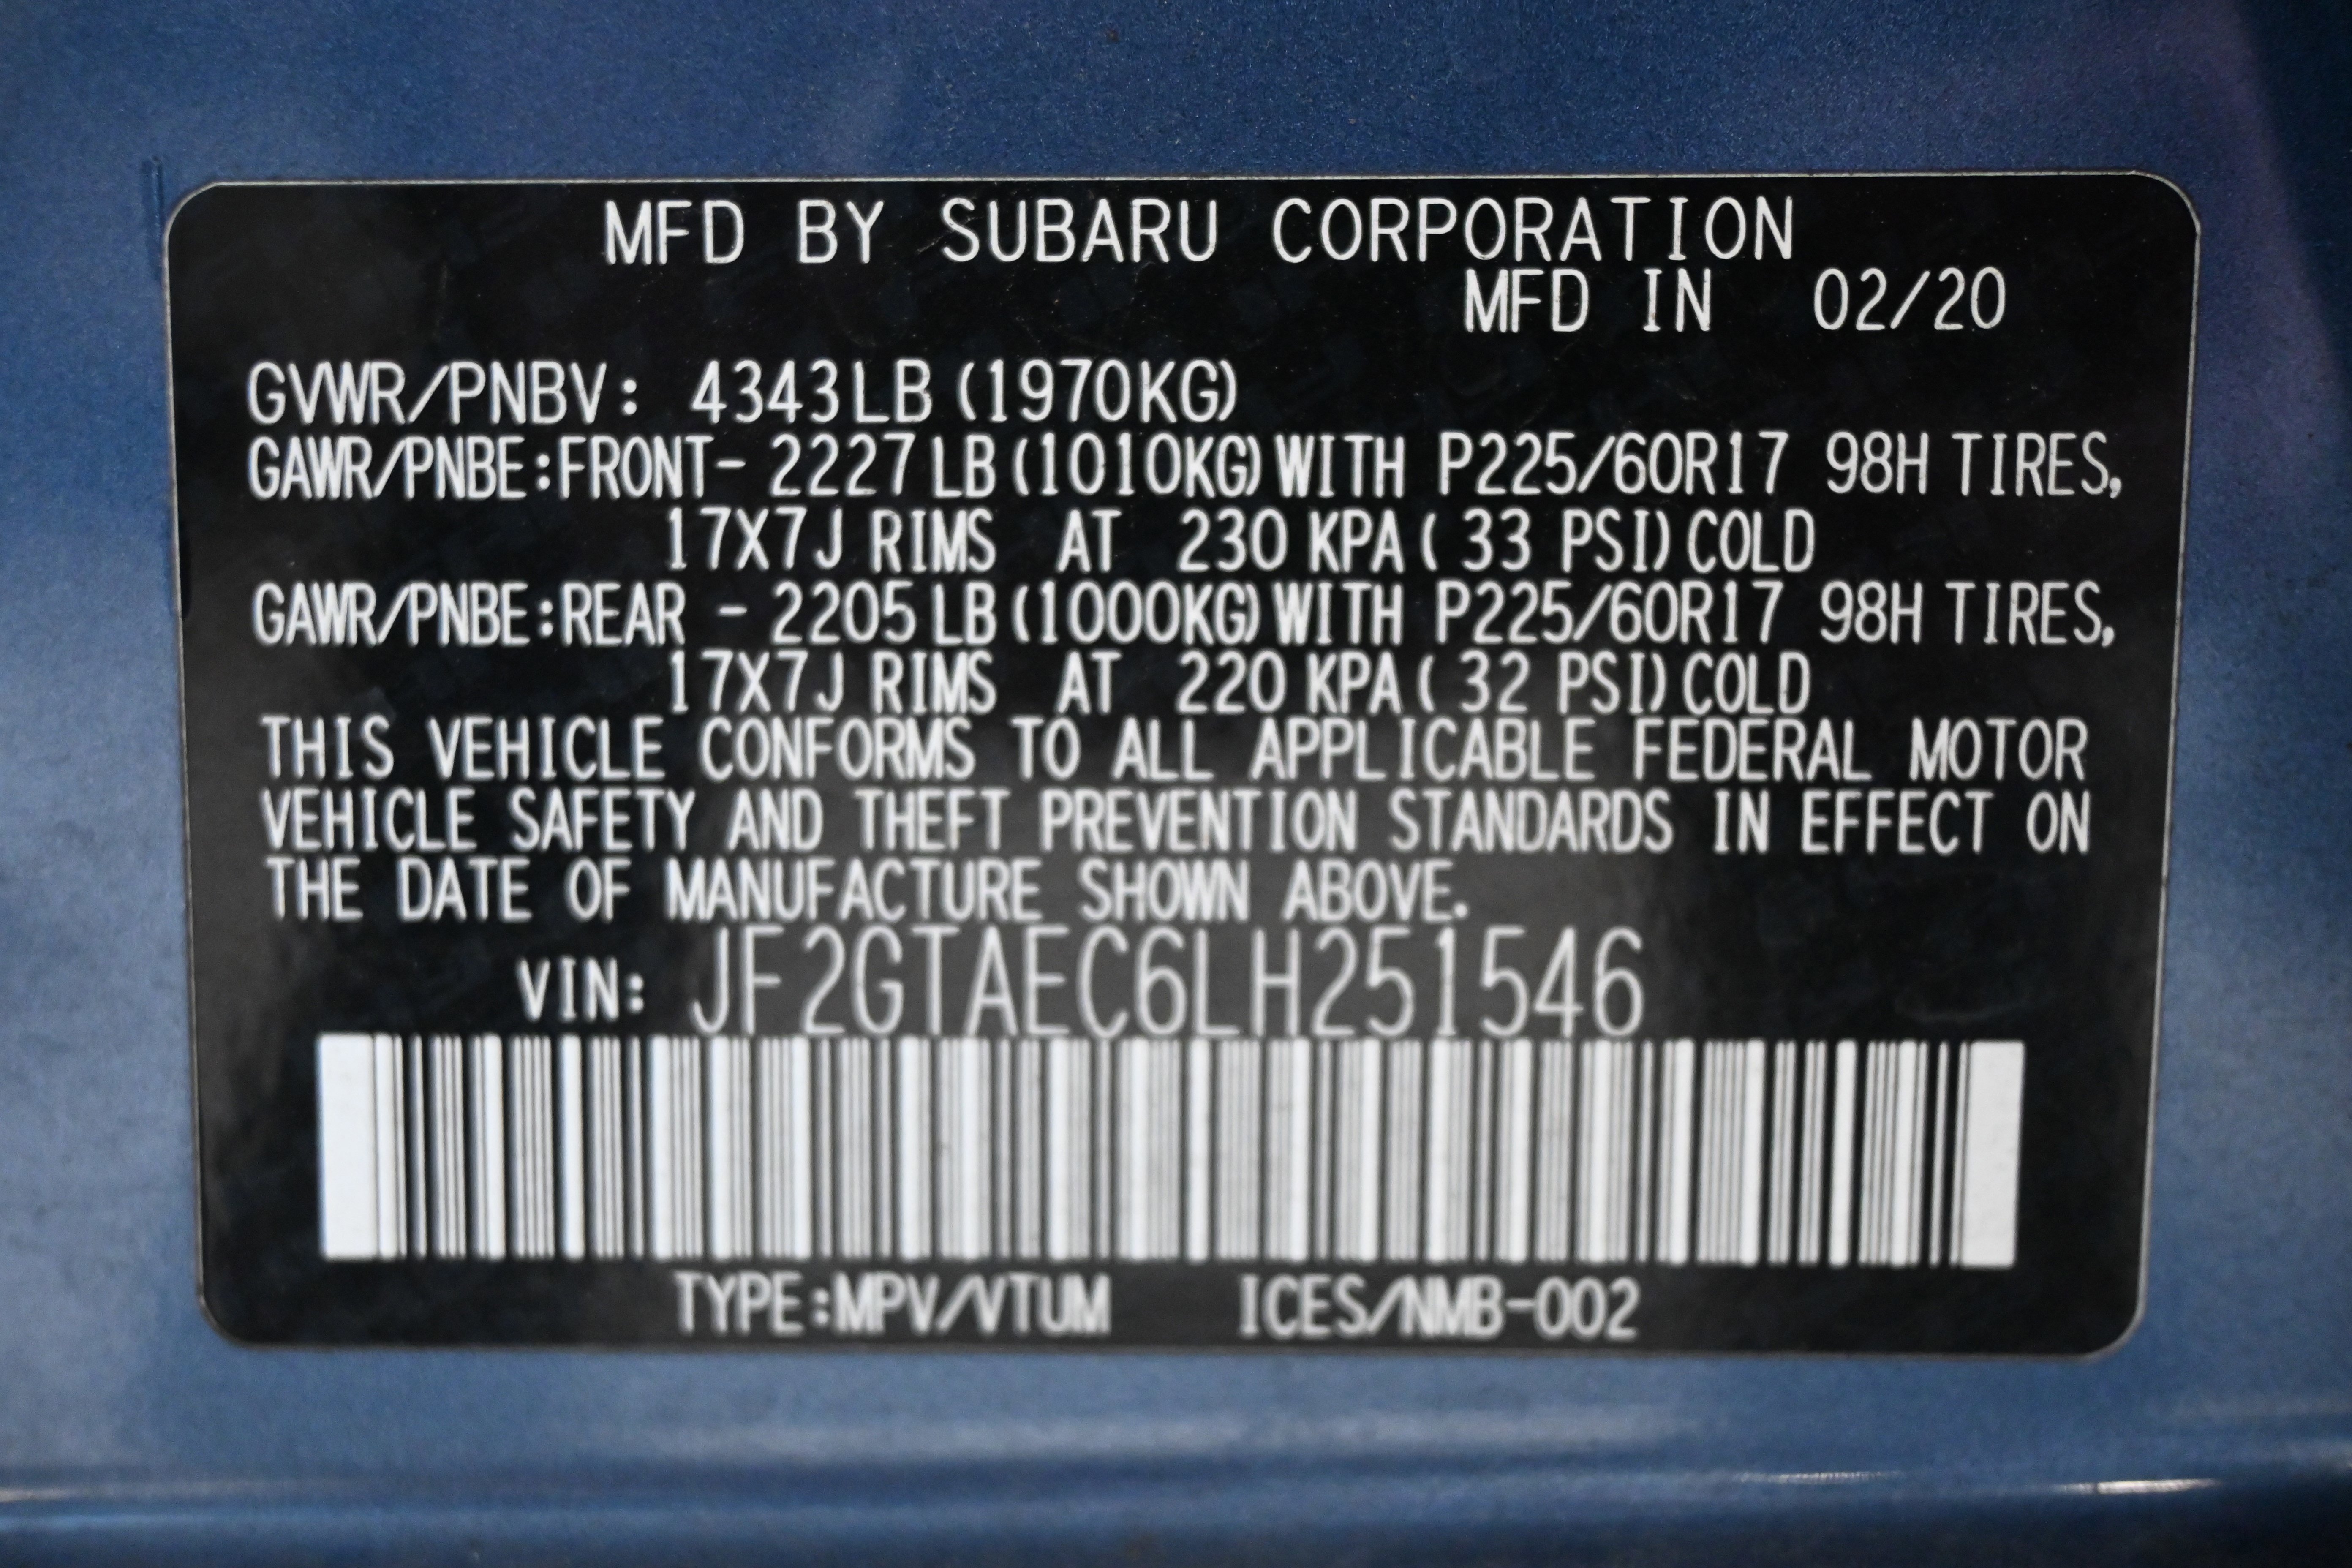 MFD BY SUBARU CORPORATION
MFD IN 02/20
GVWR/PNBV: 4343LB (1970KG)
GAWR/PNBE:FRONT- 2227LB (1010KG) WITH P225/60R17 98H TIRES,
17X7J RIMS AT 230 KPA ( 33 PSI) COLD
GAWR/PNBE:REAR - 2205LB (1000KG) WITH P225/60R17 98H TIRES,
17X7J RIMS AT 220 KPA ( 32 PSI) COLD
THIS VEHICLE CONFORMS TO ALL APPLICABLE FEDERAL MOTOR
VEHICLE SAFETY AND THEFT PREVENTION STANDARDS IN EFFECT ON
THE DATE OF MANUFACTURE SHOWN ABOVE.
VIN: JF2GTAEC6LH251546
TYPE:MPV/VTUM ICES/NMB-002